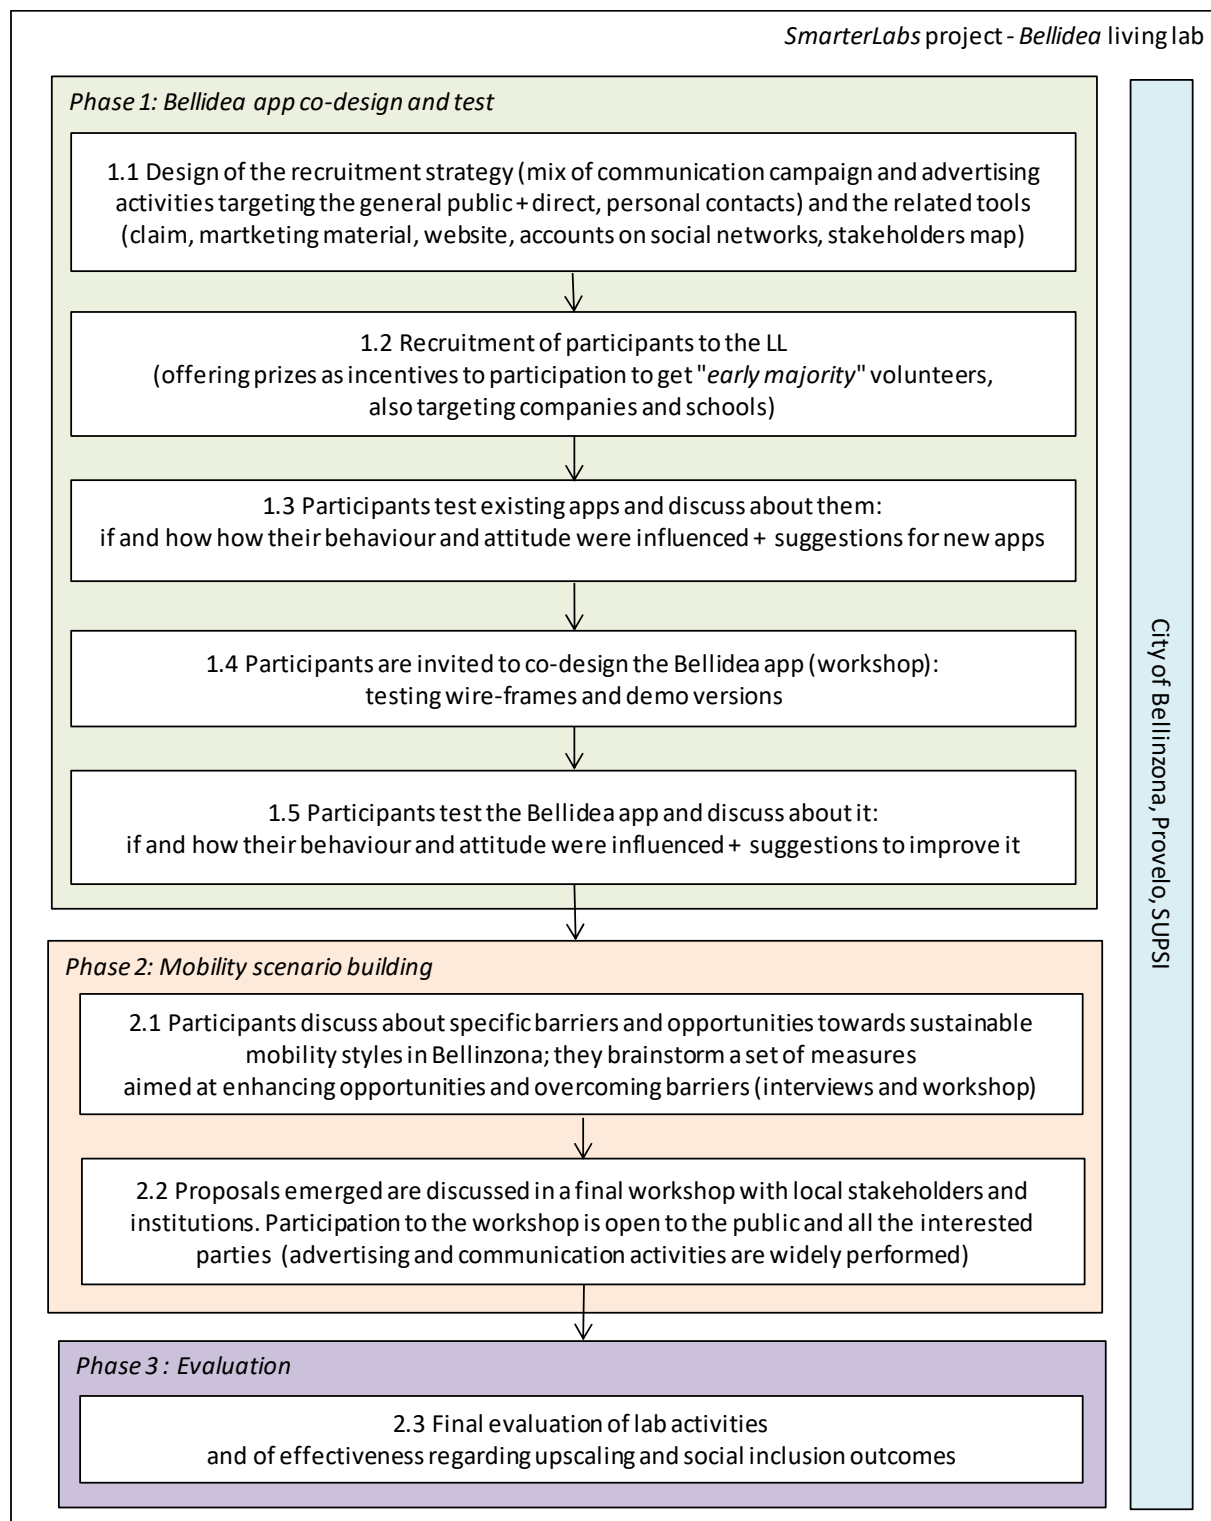 SmarterLabs project - Bellidea living lab
Phase 1: Bellidea app co-design and test
1.1 Design of the recruitment strategy (mix of communication campaign and advertising
activities targeting the general public + direct, personal contacts) and the related tools
(claim, martketing material, website, accounts on social networks, stakeholders map)
1.2 Recruitment of participants to the LL
(offering prizes as incentives to participation to get "early majority" volunteers,
also targeting companies and schools)
1.3 Participants test existing apps and discuss about them:
if and how how their behaviour and attitude were influenced + suggestions for new apps
1.4 Participants are invited to co-design the Bellidea app (workshop):
testing wire-frames and demo versions
1.5 Participants test the Bellidea app and discuss about it:
if and how their behaviour and attitude were influenced + suggestions to improve it
Phase 2: Mobility scenario building
2.1 Participants discuss about specific barriers and opportunities towards sustainable
mobility styles in Bellinzona; they brainstorm a set of measures
aimed at enhancing opportunities and overcoming barriers (interviews and workshop)
2.2 Proposals emerged are discussed in a final workshop with local stakeholders and
institutions. Participation to the workshop is open to the public and all the interested
parties (advertising and communication activities are widely performed)
Phase 3 : Evaluation
2.3 Final evaluation of lab activities
and of effectiveness regarding upscaling and social inclusion outcomes
City of Bellinzona, Provelo, SUPSI